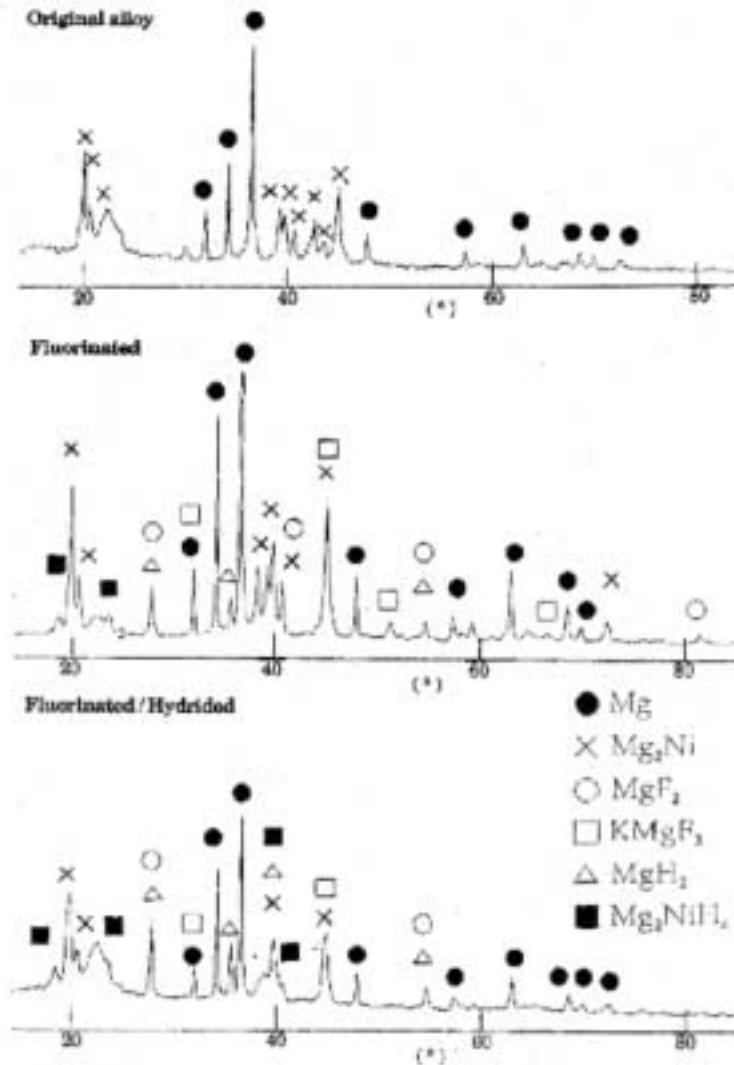 Original alloy
20 40 60 80
(°)
Fluorinated
20 40 60 80
(°)
Fluorinated / Hydrided
Mg
Mg₂Ni
MgF₂
KMgF₃
MgH₂
Mg₂NiH₄
20 40 60 80
(°)